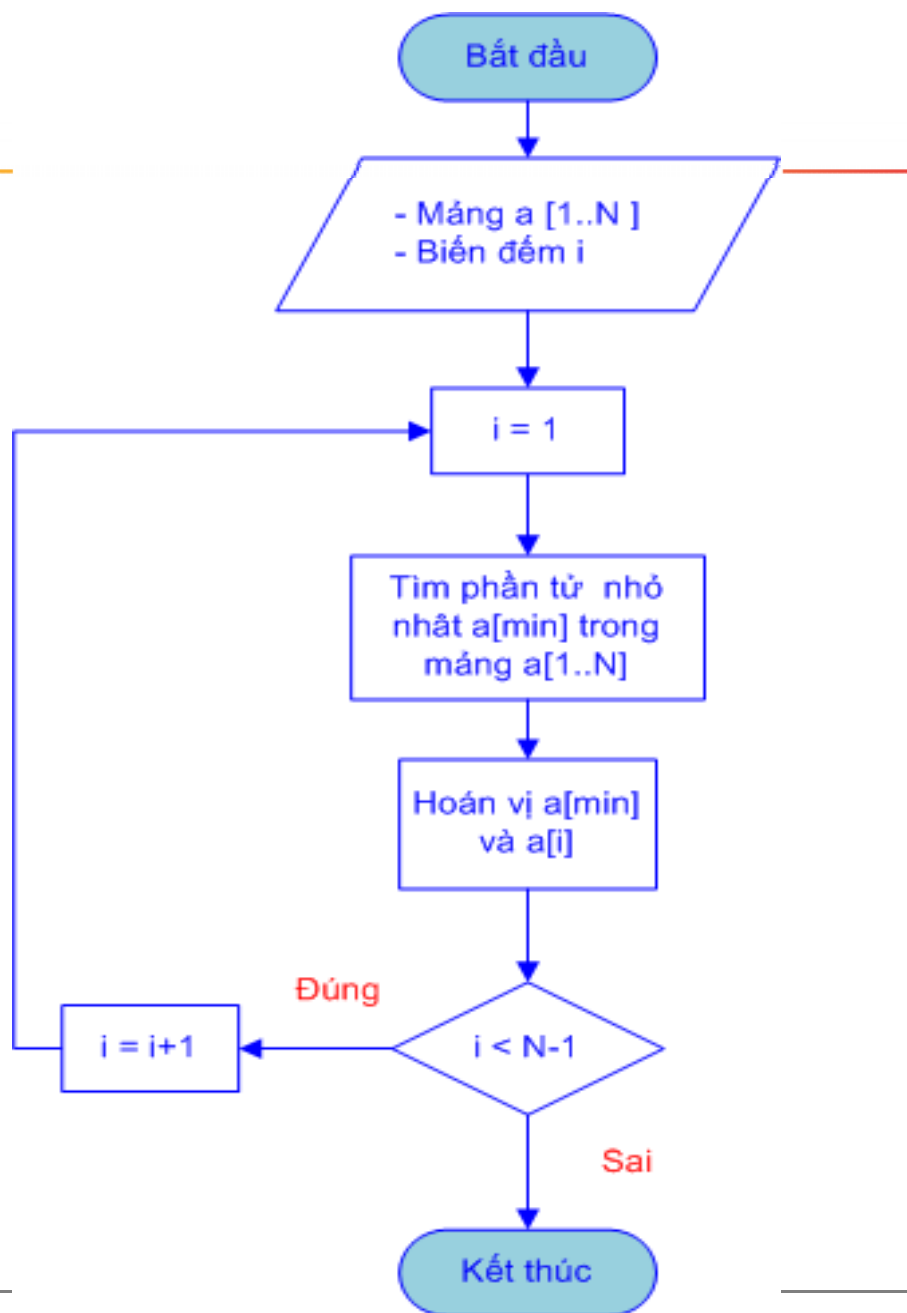 Bắt đầu
- Mảng a [1..N ]
- Biến đếm i
i = 1
Tìm phần tử nhỏ
nhât a[min] trong
mảng a[1..N]
Hoán vị a[min]
và a[i]
Đúng
i = i+1
i < N-1
Sai
Kết thúc